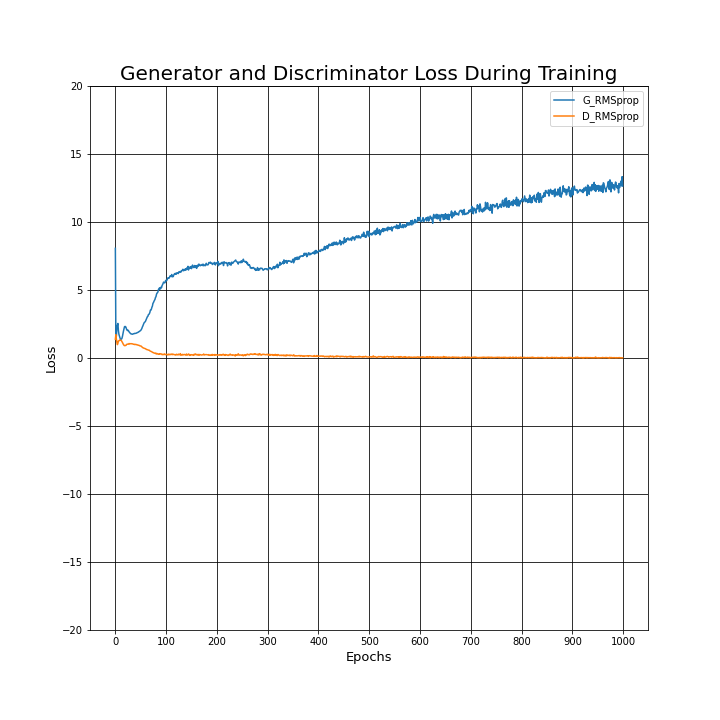 Generator and Discriminator Loss During Training
G_RMSprop
D_RMSprop
20
15
10
5
0
−5
−10
−15
−20
Loss
0 100 200 300 400 500 600 700 800 900 1000
Epochs